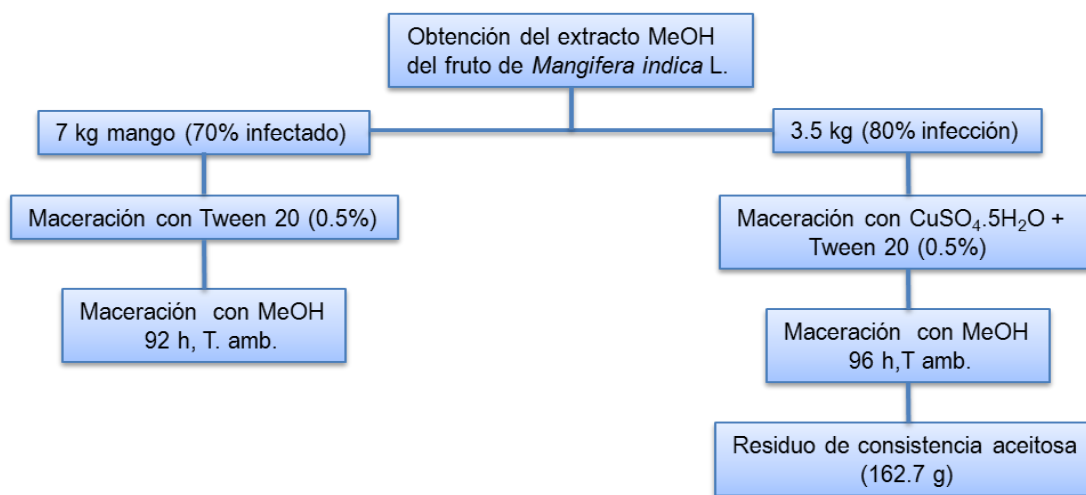 Obtención del extracto MeOH
del fruto de Mangifera indica L.
7 kg mango (70% infectado)
3.5 kg (80% infección)
Maceración con Tween 20 (0.5%)
Maceración con CuSO₄.5H₂O +
Tween 20 (0.5%)
Maceración con MeOH
92 h, T. amb.
Maceración con MeOH
96 h,T amb.
Residuo de consistencia aceitosa
(162.7 g)